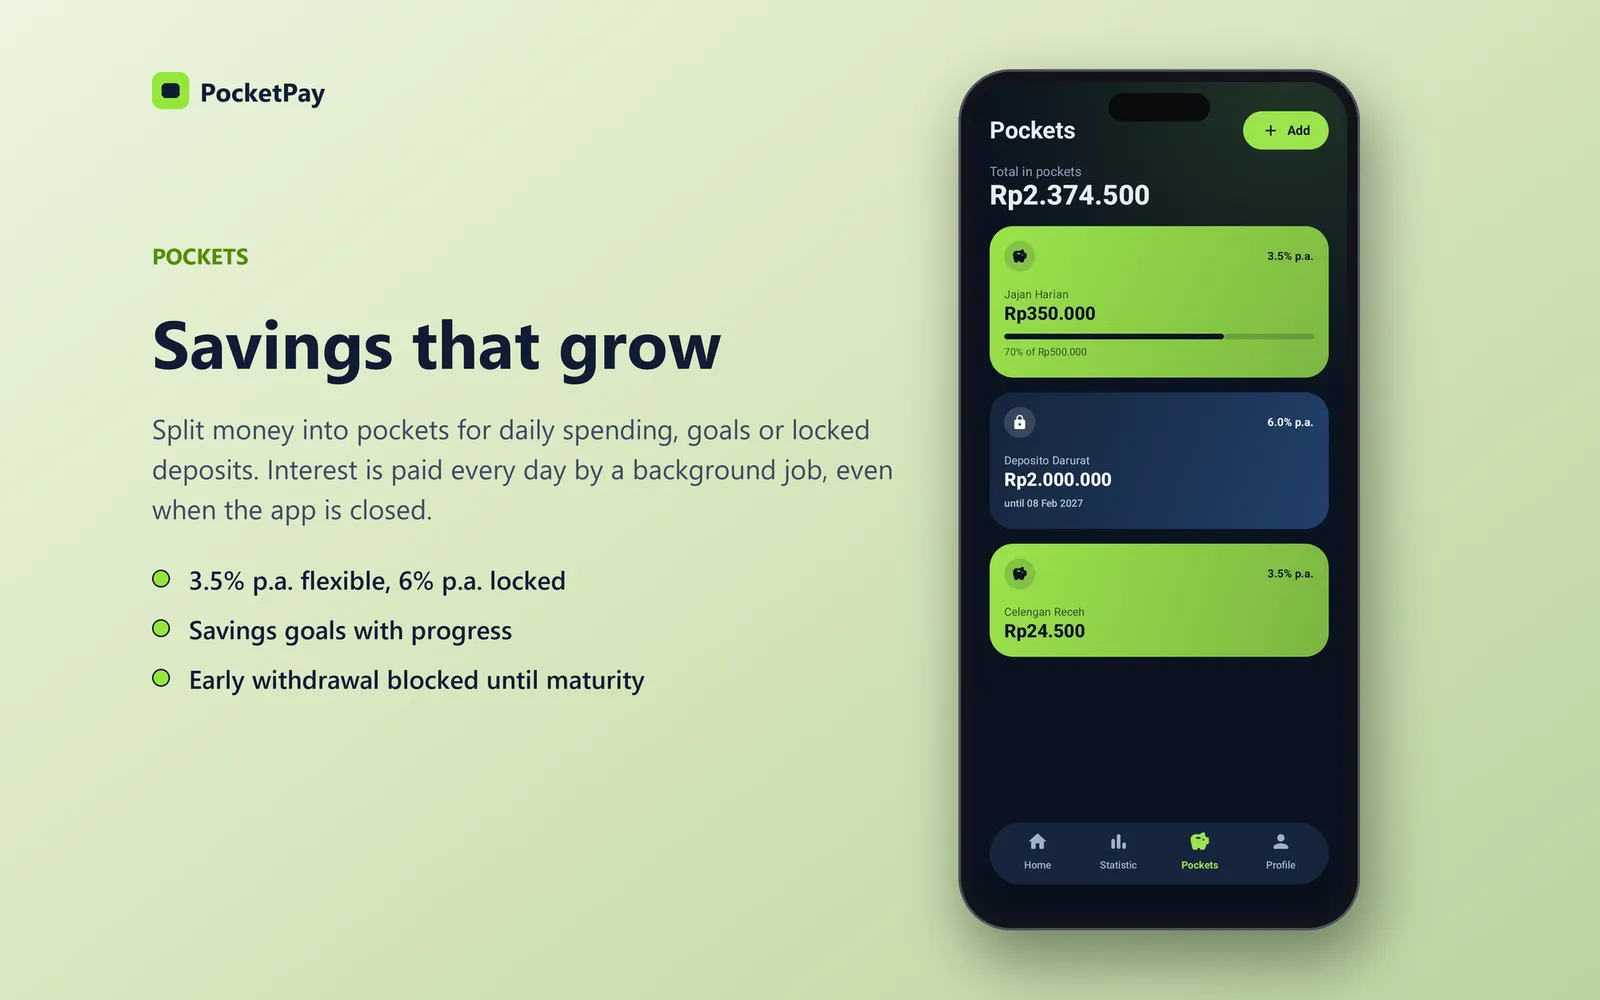 PocketPay
POCKETS
Savings that grow
Split money into pockets for daily spending, goals or locked
deposits. Interest is paid every day by a background job, even
when the app is closed.
3.5% p.a. flexible, 6% p.a. locked
Savings goals with progress
Early withdrawal blocked until maturity
Pockets
+ Add
Total in pockets
Rp2.374.500
3.5% p.a.
Jajan Harian
Rp350.000
70% of Rp500.000
6.0% p.a.
Deposito Darurat
Rp2.000.000
until 08 Feb 2027
3.5% p.a.
Celengan Receh
Rp24.500
Home Statistic Pockets Profile